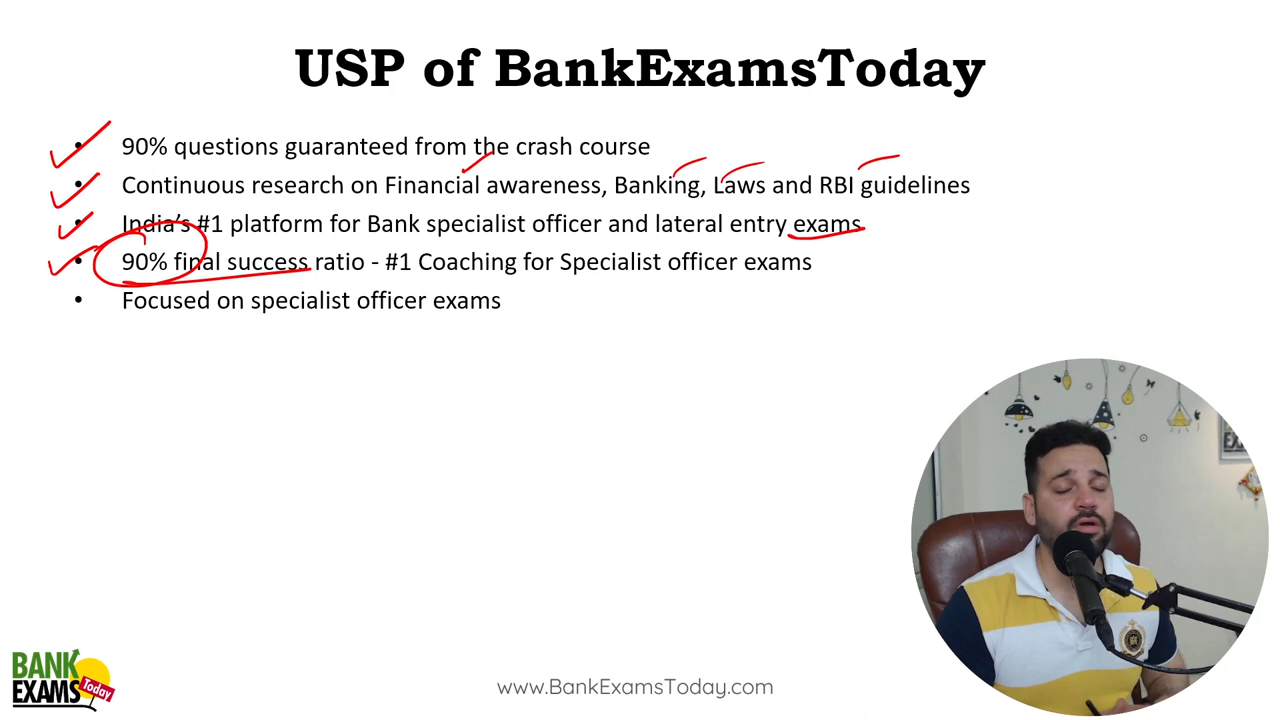 USP of BankExamsToday
• 90% questions guaranteed from the crash course
• Continuous research on Financial awareness, Banking, Laws and RBI guidelines
• India's #1 platform for Bank specialist officer and lateral entry exams
• 90% final success ratio - #1 Coaching for Specialist officer exams
• Focused on specialist officer exams
BANK
EXAMS Today
www.BankExamsToday.com